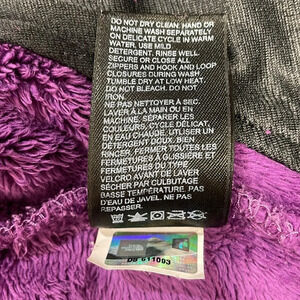 DO NOT DRY CLEAN. HAND OR
MACHINE WASH SEPARATELY
ON DELICATE CYCLE IN WARM
WATER. USE MILD
DETERGENT. RINSE WELL.
SECURE OR CLOSE ALL
ZIPPERS AND HOOK AND LOOP
CLOSURES DURING WASH.
TUMBLE DRY AT LOW HEAT.
DO NOT BLEACH. DO NOT
IRON.
NE PAS NETTOYER À SEC.
LAVER À LA MAIN OU EN
MACHINE. SÉPARER LES
COULEURS, CYCLE DÉLICAT,
EN EAU CHAUDE. UTILISER UN
DÉTERGENT DOUX. BIEN
RINCER. FERMER TOUTES LES
FERMETURES À GLISSIÈRE ET
FERMETURES DU TYPE
VELCRO AVANT DE LAVER
SÉCHER PAR CULBUTAGE
BASSE TEMPÉRATURE. PAS
D'EAU DE JAVEL. NE PAS
REPASSER.